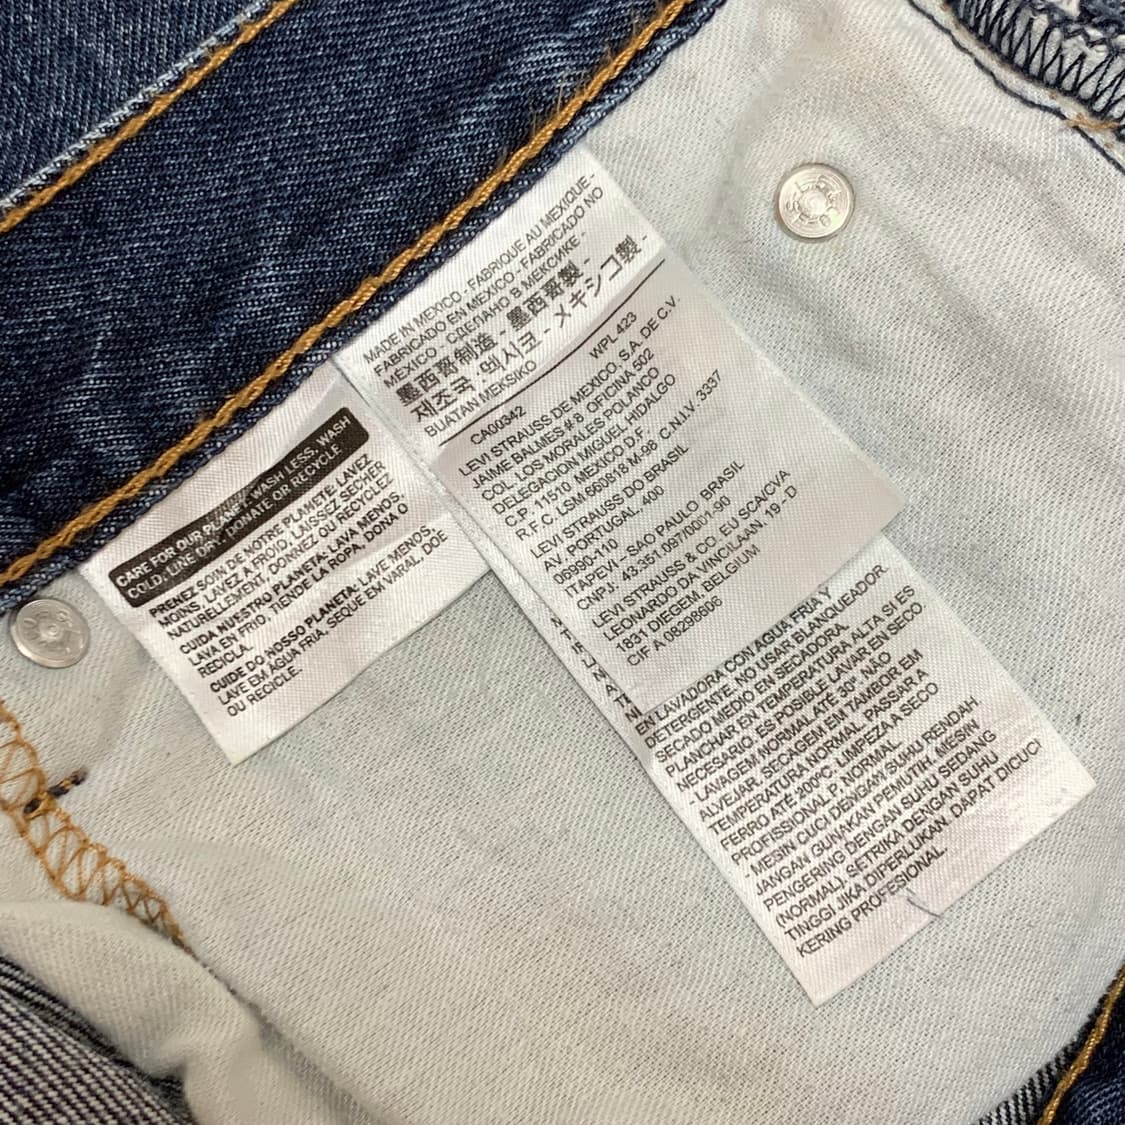 CARE FOR OUR PLANET: WASH LESS, WASH
COLD, LINE DRY, DONATE OR RECYCLE
PRENEZ SOIN DE NOTRE PLANETE: LAVEZ
MOINS, LAVEZ A FROID, LAISSEZ SECHER
NATURELLEMENT, DONNEZ OU RECYCLEZ
CUIDA NUESTRO PLANETA: LAVA MENOS,
LAVA EN FRIO, TIENDE LA ROPA, DONA O
RECICLA.
CUIDE DO NOSSO PLANETA: LAVE MENOS,
LAVE EM ÁGUA FRIA, SEQUE EM VARAL, DOE
OU RECICLE.
MADE IN MEXICO - FABRIQUE AU MEXIQUE -
FABRICADO EN MEXICO - FABRICADO NO
MÉXICO - СДЕЛАНО В МЕКСИКЕ -
墨西哥制造 - 墨西哥製 -
제조국: 멕시코 - メキシコ製 -
BUATAN MEKSIKO
CA00342 WPL 423
LEVI STRAUSS DE MEXICO, S.A. DE C.V.
JAIME BALMES # 8 OFICINA 502
COL. LOS MORALES POLANCO
DELEGACION MIGUEL HIDALGO
C.P. 11510 MEXICO D.F.
R.F.C. LSM 660818 M-98 C.N.I.V. 3337
LEVI STRAUSS DO BRASIL
AV. PORTUGAL, 400
06990-110
ITAPEVI - SAO PAULO BRASIL
CNPJ: 43.351.097/0001-90
LEVI STRAUSS & CO. EU SCA/CVA
LEONARDO DA VINCILAAN, 19 - D
1831 DIEGEM, BELGIUM
CIF A 08298606
EN LAVADORA CON AGUA FRIA Y
DETERGENTE. NO USAR BLANQUEADOR.
SECADO MEDIO EN SECADORA.
PLANCHAR EN TEMPERATURA ALTA SI ES
NECESARIO. ES POSIBLE LAVAR EN SECO.
- LAVAGEM NORMAL ATÉ 30°. NÃO
ALVEJAR. SECAGEM EM TAMBOR EM
TEMPERATURA NORMAL. PASSAR A
FERRO ATÉ 200ºC. LIMPEZA A SECO
PROFISSIONAL P, NORMAL.
- MESIN CUCI DENGAN SUHU RENDAH
JANGAN GUNAKAN PEMUTIH. MESIN
PENGERING DENGAN SUHU SEDANG
(NORMAL). SETRIKA DENGAN SUHU
TINGGI JIKA DIPERLUKAN. DAPAT DICUCI
KERING PROFESIONAL.